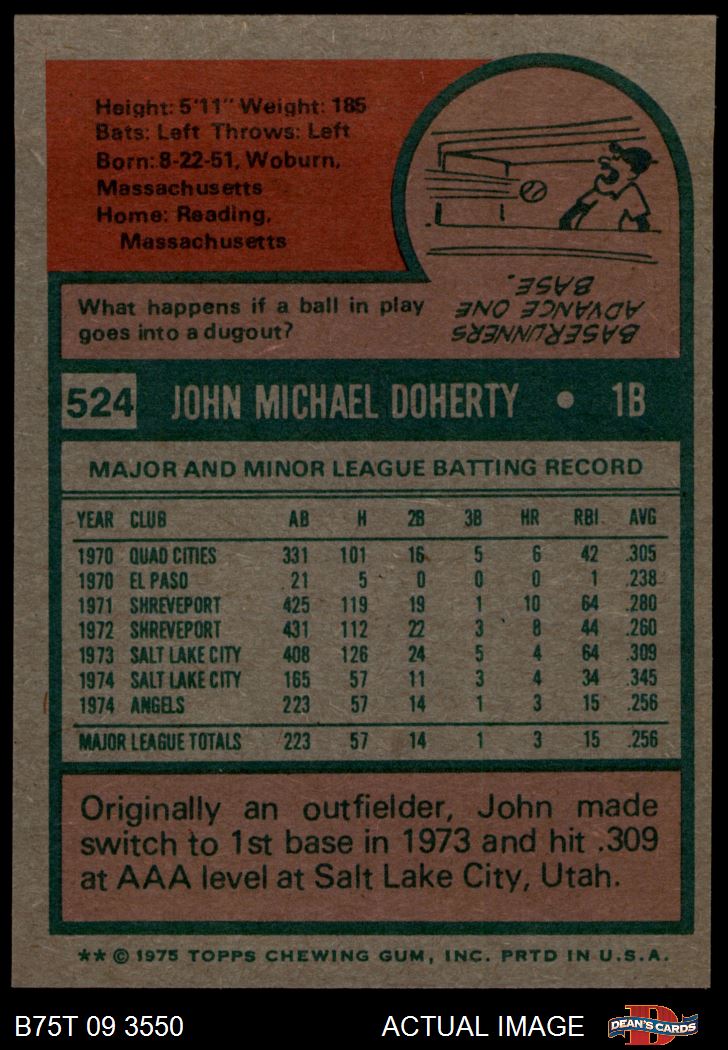 Height: 5'11" Weight: 185
Bats: Left Throws: Left
Born: 8-22-51, Woburn,
Massachusetts
Home: Reading,
Massachusetts
What happens if a ball in play
goes into a dugout?
BASERUNNERS
ADVANCE ONE
BASE.
524 JOHN MICHAEL DOHERTY • 1B
MAJOR AND MINOR LEAGUE BATTING RECORD
YEAR CLUB AB H 2B 3B HR RBI AVG
1970 QUAD CITIES 331 101 16 5 6 42 .305
1970 EL PASO 21 5 0 0 0 1 .238
1971 SHREVEPORT 425 119 19 1 10 64 .280
1972 SHREVEPORT 431 112 22 3 8 44 .260
1973 SALT LAKE CITY 408 126 24 5 4 64 .309
1974 SALT LAKE CITY 165 57 11 3 4 34 .345
1974 ANGELS 223 57 14 1 3 15 .256
MAJOR LEAGUE TOTALS 223 57 14 1 3 15 .256
Originally an outfielder, John made
switch to 1st base in 1973 and hit .309
at AAA level at Salt Lake City, Utah.
** © 1975 TOPPS CHEWING GUM, INC. PRTD IN U.S.A.
B75T 09 3550 ACTUAL IMAGE D DEAN'S CARDS